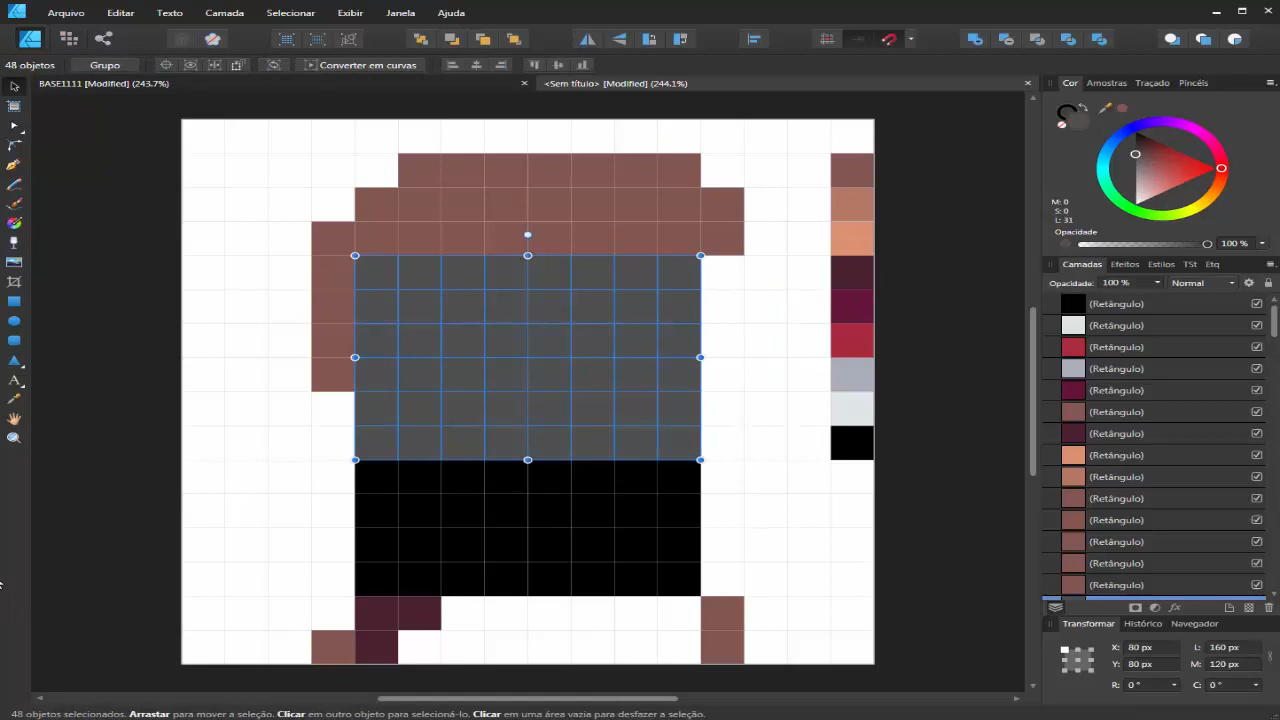 Arquivo Editar Texto Camada Selecionar Exibir Janela Ajuda
48 objetos Grupo Converter em curvas
BASE1111 [Modified] (243.7%) × <Sem título> [Modified] (244.1%) ×
Cor Amostras Traçado Pincéis
M: 0
S: 0
L: 31
Opacidade
100 %
Camadas Efeitos Estilos TSt Etq
Opacidade: 100 % Normal
(Retângulo)
(Retângulo)
(Retângulo)
(Retângulo)
(Retângulo)
(Retângulo)
(Retângulo)
(Retângulo)
(Retângulo)
(Retângulo)
(Retângulo)
(Retângulo)
(Retângulo)
(Retângulo)
Transformar Histórico Navegador
X: 80 px L: 160 px
Y: 80 px M: 120 px
R: 0 ° C: 0 °
48 objetos selecionados. Arrastar para mover a seleção. Clicar em outro objeto para selecioná-lo. Clicar em uma área vazia para desfazer a seleção.